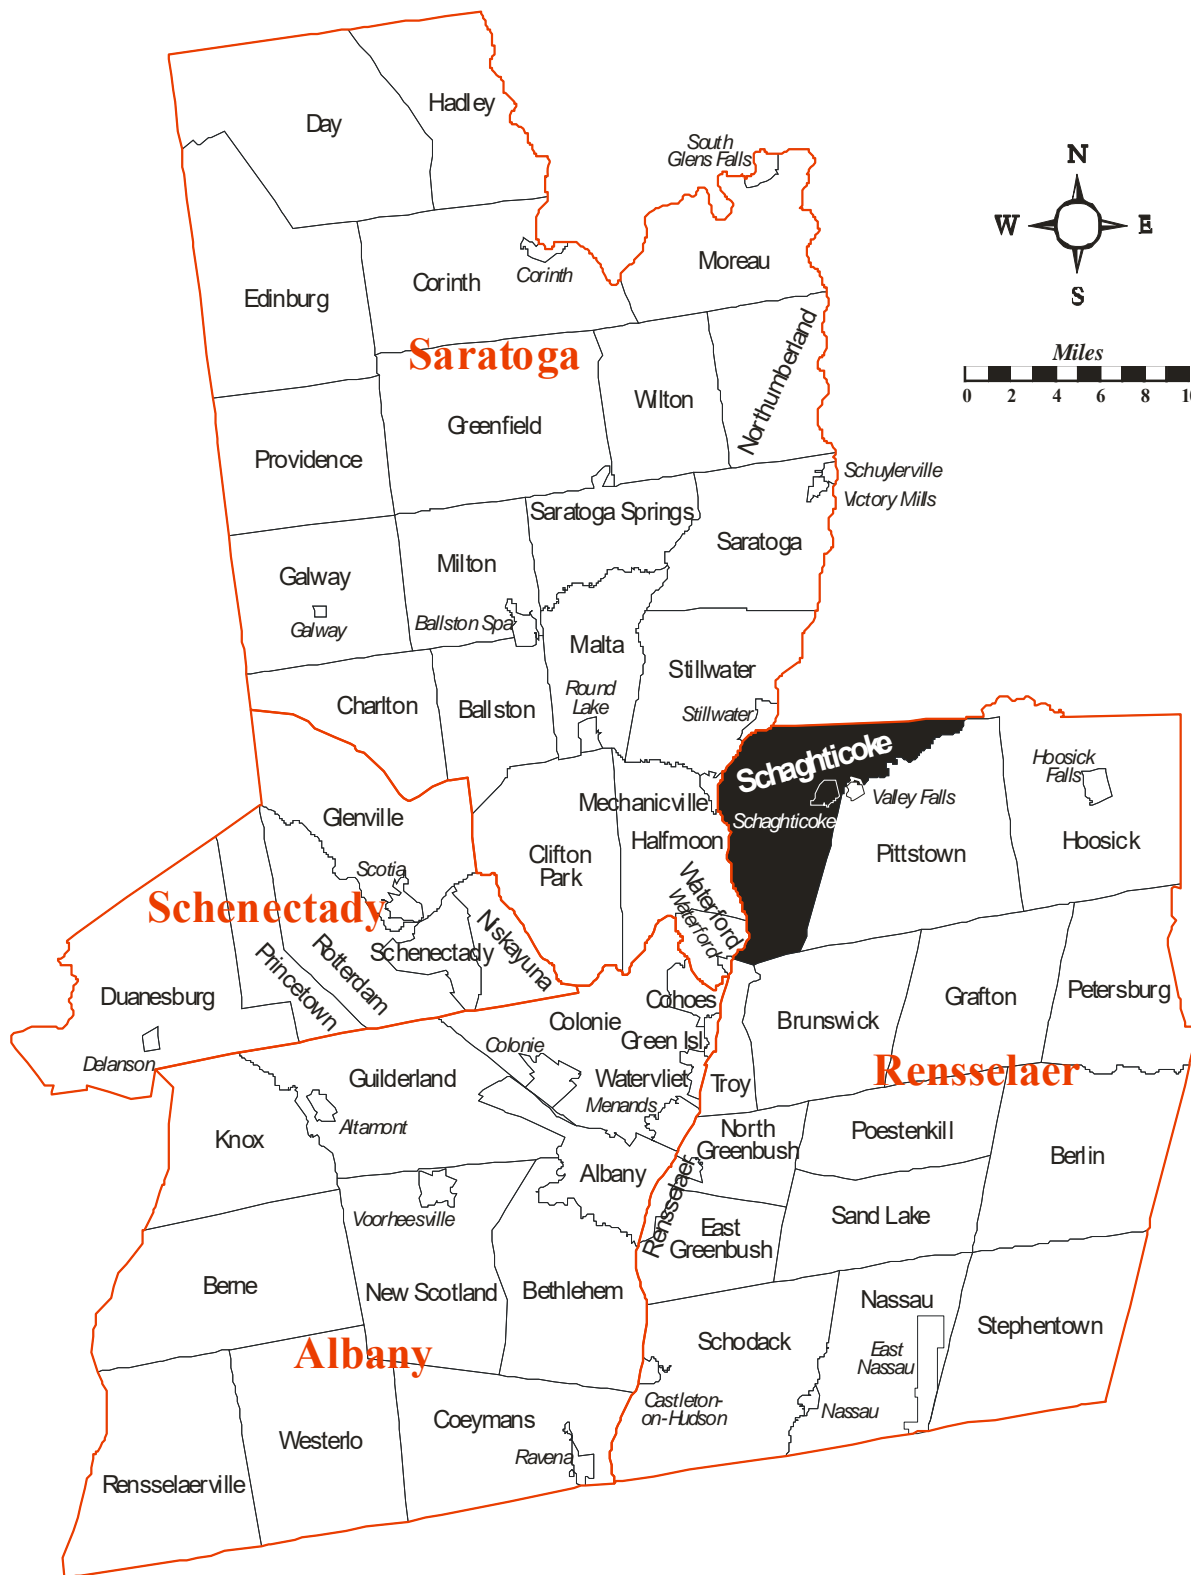 Hadley
Day
South
Glens Falls
N
W
E
S
Moreau
Corinth
Corinth
Edinburg
Northumberland
Miles
0 2 4 6 8 10
Saratoga
Wilton
Greenfield
Providence
Schuylerville
Victory Mills
Saratoga Springs
Saratoga
Milton
Galway
Galway
Ballston Spa
Malta
Stillwater
Round
Lake
Stillwater
Charlton
Ballston
Schaghticoke
Hoosick
Falls
Valley Falls
Mechanicville
Schaghticoke
Glenville
Halfmoon
Hoosick
Clifton
Park
Pittstown
Scotia
Waterford
Waterford
Schenectady
Niskayuna
Schenectady
Rotterdam
Princetown
Duanesburg
Cohoes
Grafton
Petersburg
Colonie
Brunswick
Green Isl.
Colonie
Delanson
Rensselaer
Guilderland
Watervliet
Troy
Menands
Altamont
Knox
North
Greenbush
Poestenkill
Berlin
Albany
Rensselaer
Voorheesville
Sand Lake
East
Greenbush
Berne
New Scotland
Bethlehem
Nassau
Stephentown
Schodack
Albany
East
Nassau
Castleton-
on-Hudson
Nassau
Coeymans
Westerlo
Ravena
Rensselaerville